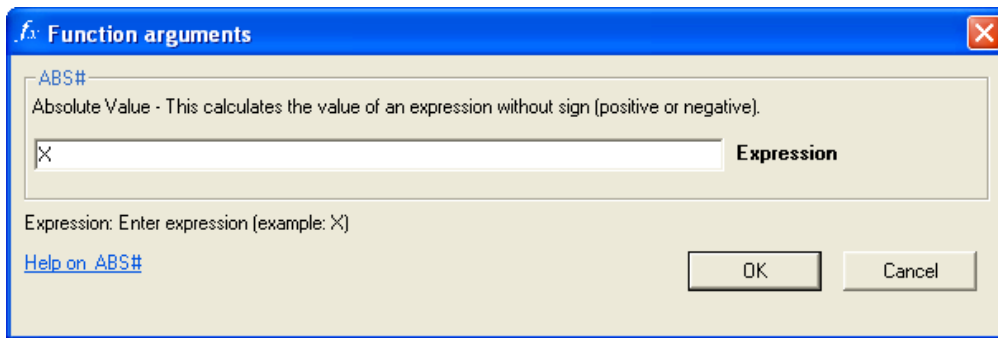 fx Function arguments
ABS#
Absolute Value - This calculates the value of an expression without sign (positive or negative).
X Expression
Expression: Enter expression (example: X)
Help on ABS# OK Cancel